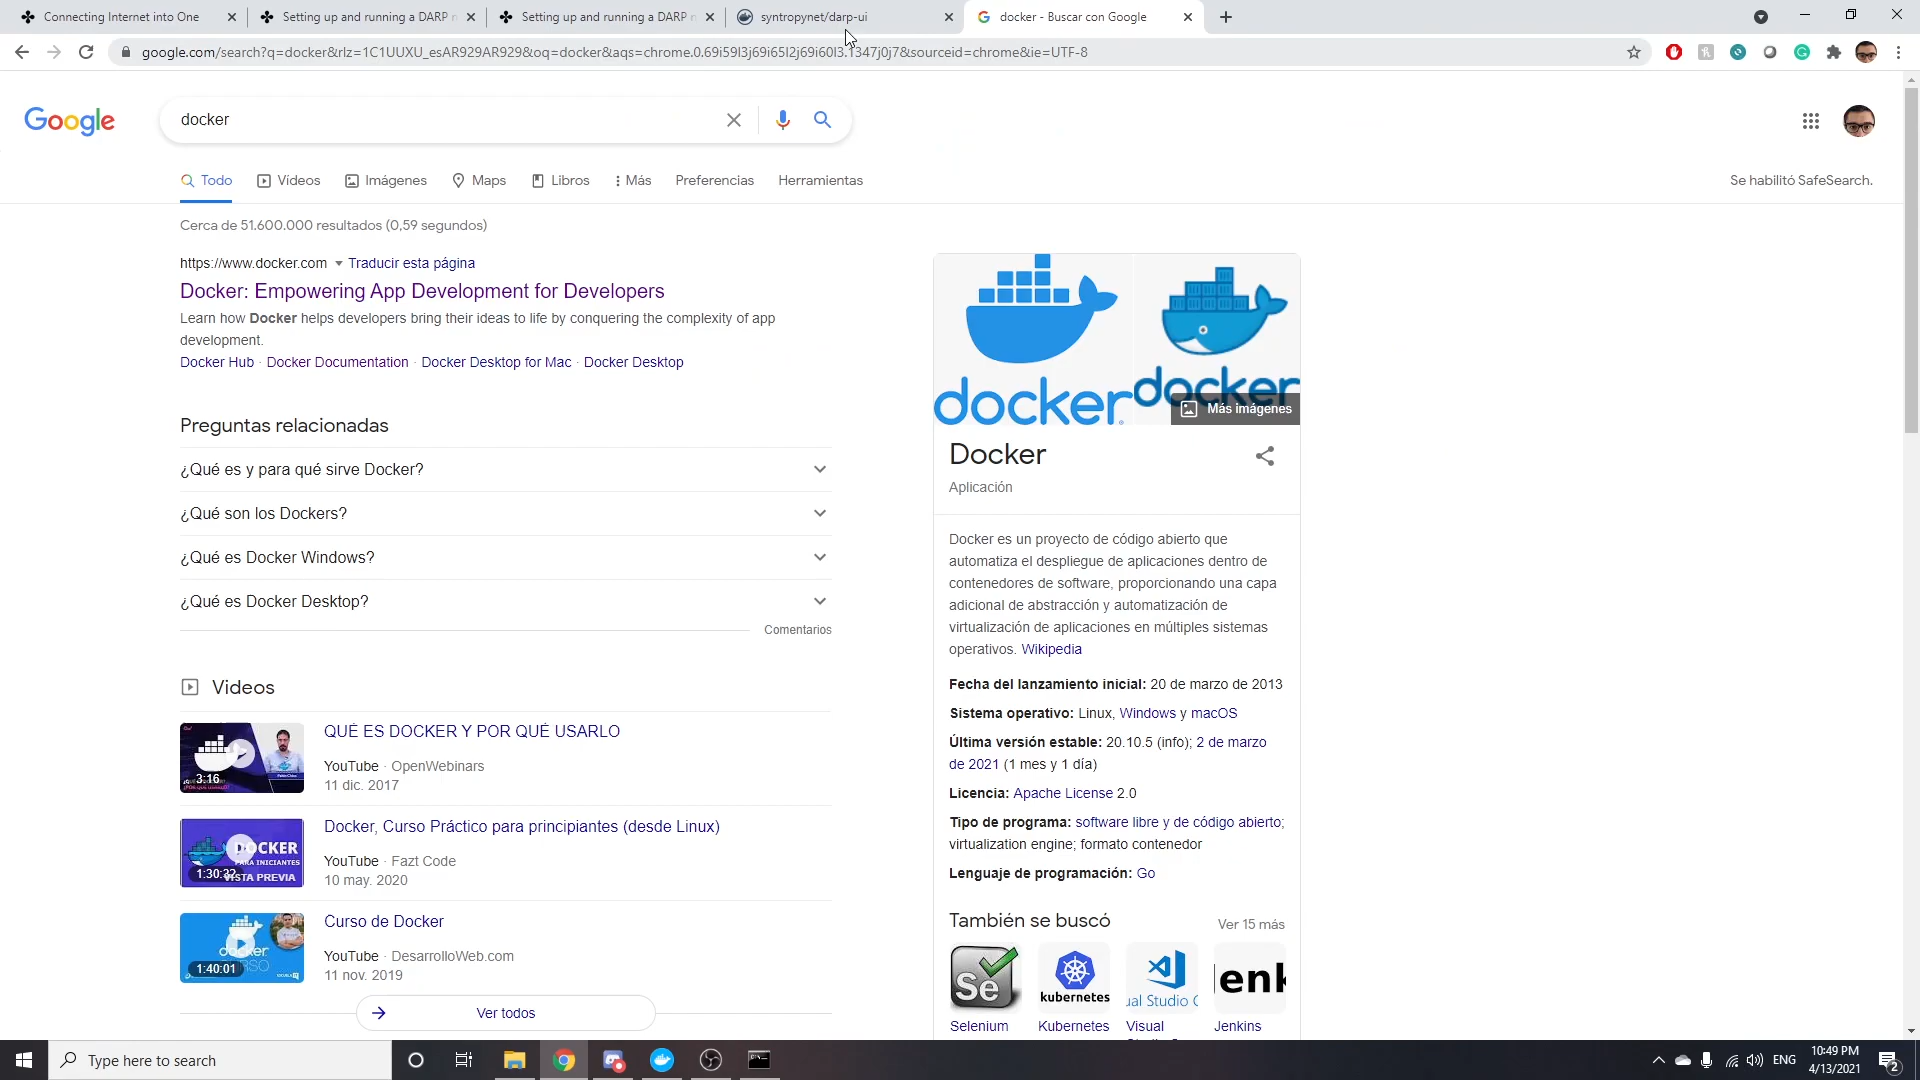 Connecting Internet into One
Setting up and running a DARP n
Setting up and running a DARP n
syntropynet/darp-ui
docker - Buscar con Google
google.com/search?q=docker&rlz=1C1UUXU_esAR929AR929&oq=docker&aqs=chrome.0.69i59l3j69i65l2j69i60l3.1347j0j7&sourceid=chrome&ie=UTF-8
Google
docker
Todo
Vídeos
Imágenes
Maps
Libros
Más
Preferencias
Herramientas
Se habilitó SafeSearch.
Cerca de 51.600.000 resultados (0,59 segundos)
https://www.docker.com
Traducir esta página
Docker: Empowering App Development for Developers
Learn how Docker helps developers bring their ideas to life by conquering the complexity of app
development.
Docker Hub · Docker Documentation · Docker Desktop for Mac · Docker Desktop
Preguntas relacionadas
¿Qué es y para qué sirve Docker?
¿Qué son los Dockers?
¿Qué es Docker Windows?
¿Qué es Docker Desktop?
Comentarios
Videos
3:16
QUÉ ES DOCKER Y POR QUÉ USARLO
YouTube · OpenWebinars
11 dic. 2017
DOCKER
PARA INICIANTES
VISTA PREVIA
1:30:32
Docker, Curso Práctico para principiantes (desde Linux)
YouTube · Fazt Code
10 may. 2020
docker
1:40:01
Curso de Docker
YouTube · DesarrolloWeb.com
11 nov. 2019
Ver todos
docker
docker
Más imágenes
Docker
Aplicación
Docker es un proyecto de código abierto que
automatiza el despliegue de aplicaciones dentro de
contenedores de software, proporcionando una capa
adicional de abstracción y automatización de
virtualización de aplicaciones en múltiples sistemas
operativos. Wikipedia
Fecha del lanzamiento inicial: 20 de marzo de 2013
Sistema operativo: Linux, Windows y macOS
Última versión estable: 20.10.5 (info); 2 de marzo
de 2021 (1 mes y 1 día)
Licencia: Apache License 2.0
Tipo de programa: software libre y de código abierto;
virtualization engine; formato contenedor
Lenguaje de programación: Go
También se buscó
Ver 15 más
Se
kubernetes
ual Studio C
enk
Selenium
Kubernetes
Visual
Jenkins
Type here to search
ENG
10:49 PM
4/13/2021
2